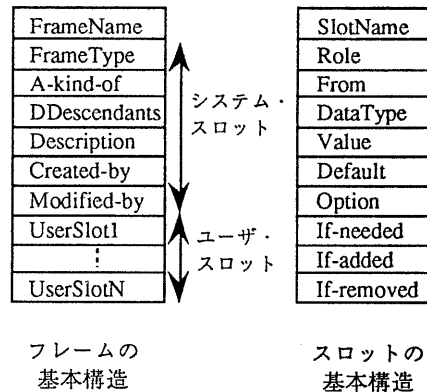 FrameName
FrameType
A-kind-of
DDescendants
Description
Created-by
Modified-by
UserSlot1
UserSlotN
システム・
スロット
ユーザ・
スロット
フレームの
基本構造
SlotName
Role
From
DataType
Value
Default
Option
If-needed
If-added
If-removed
スロットの
基本構造